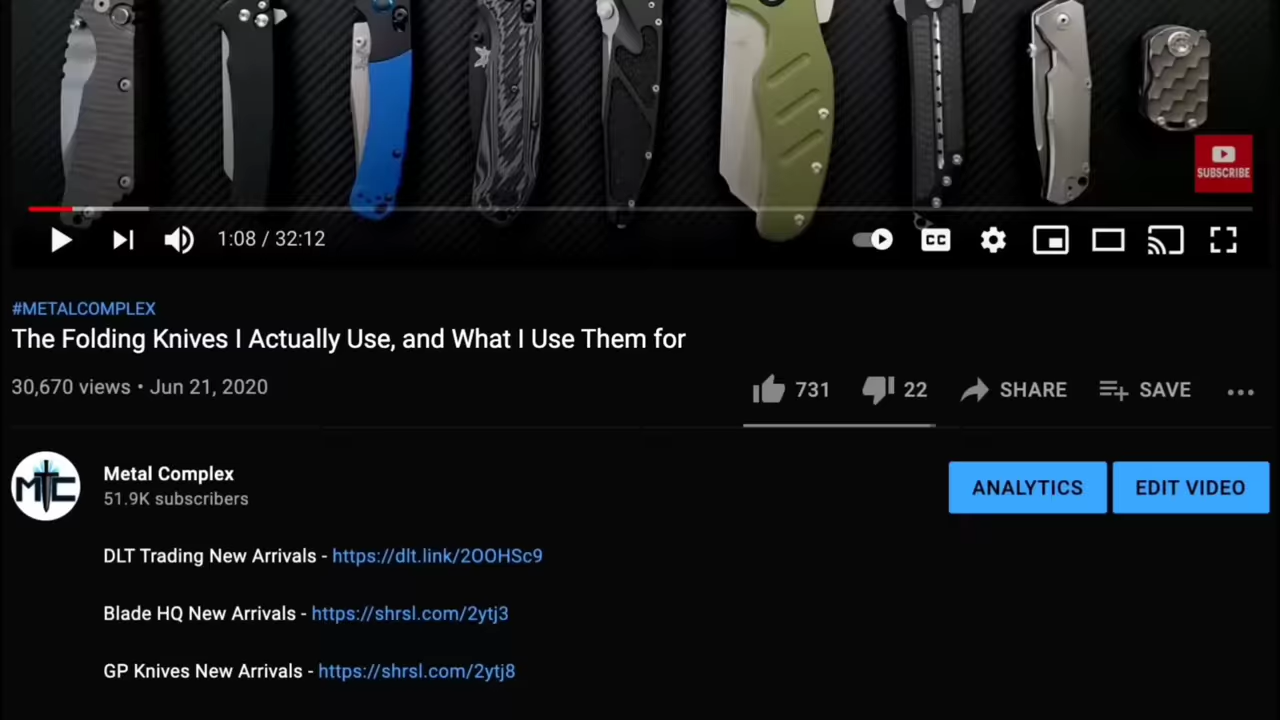 SUBSCRIBE
1:08 / 32:12
CC
#METALCOMPLEX
The Folding Knives I Actually Use, and What I Use Them for
30,670 views • Jun 21, 2020
731 22 SHARE SAVE
MTC
Metal Complex
51.9K subscribers
ANALYTICS EDIT VIDEO
DLT Trading New Arrivals - https://dlt.link/2OOHSc9
Blade HQ New Arrivals - https://shrsl.com/2ytj3
GP Knives New Arrivals - https://shrsl.com/2ytj8